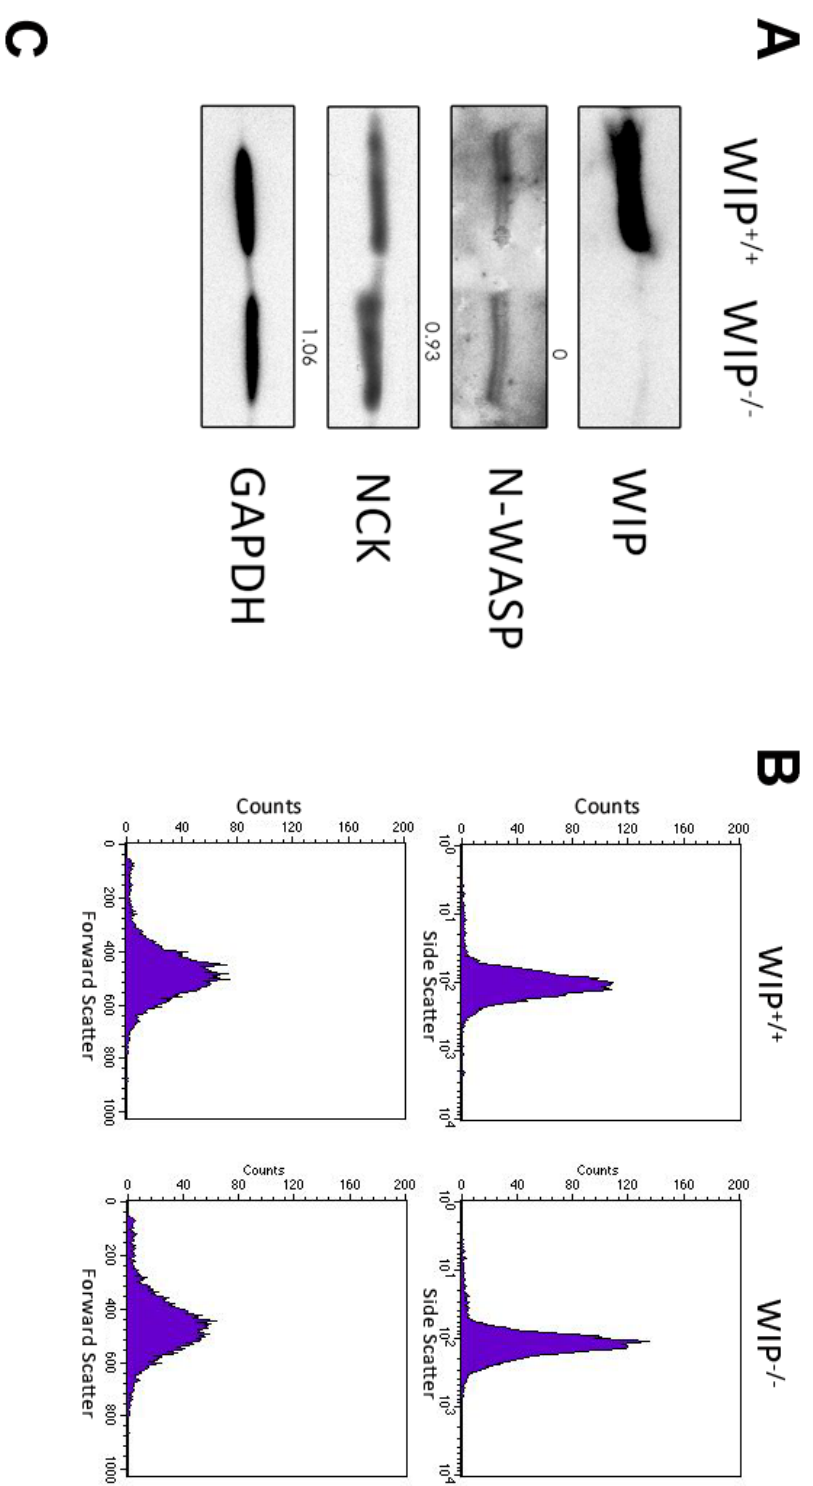 A
WIP+/+ WIP-/-
WIP
0
N-WASP
0.93
NCK
1.06
GAPDH
B
WIP+/+ WIP-/-
Counts
0 40 80 120 160 200
10^0 10^1 10^2 10^3 10^4
Side Scatter
Counts
0 40 80 120 160 200
10^0 10^1 10^2 10^3 10^4
Side Scatter
Counts
0 40 80 120 160 200
0 200 400 600 800 1000
Forward Scatter
Counts
0 40 80 120 160 200
0 200 400 600 800 1000
Forward Scatter
C